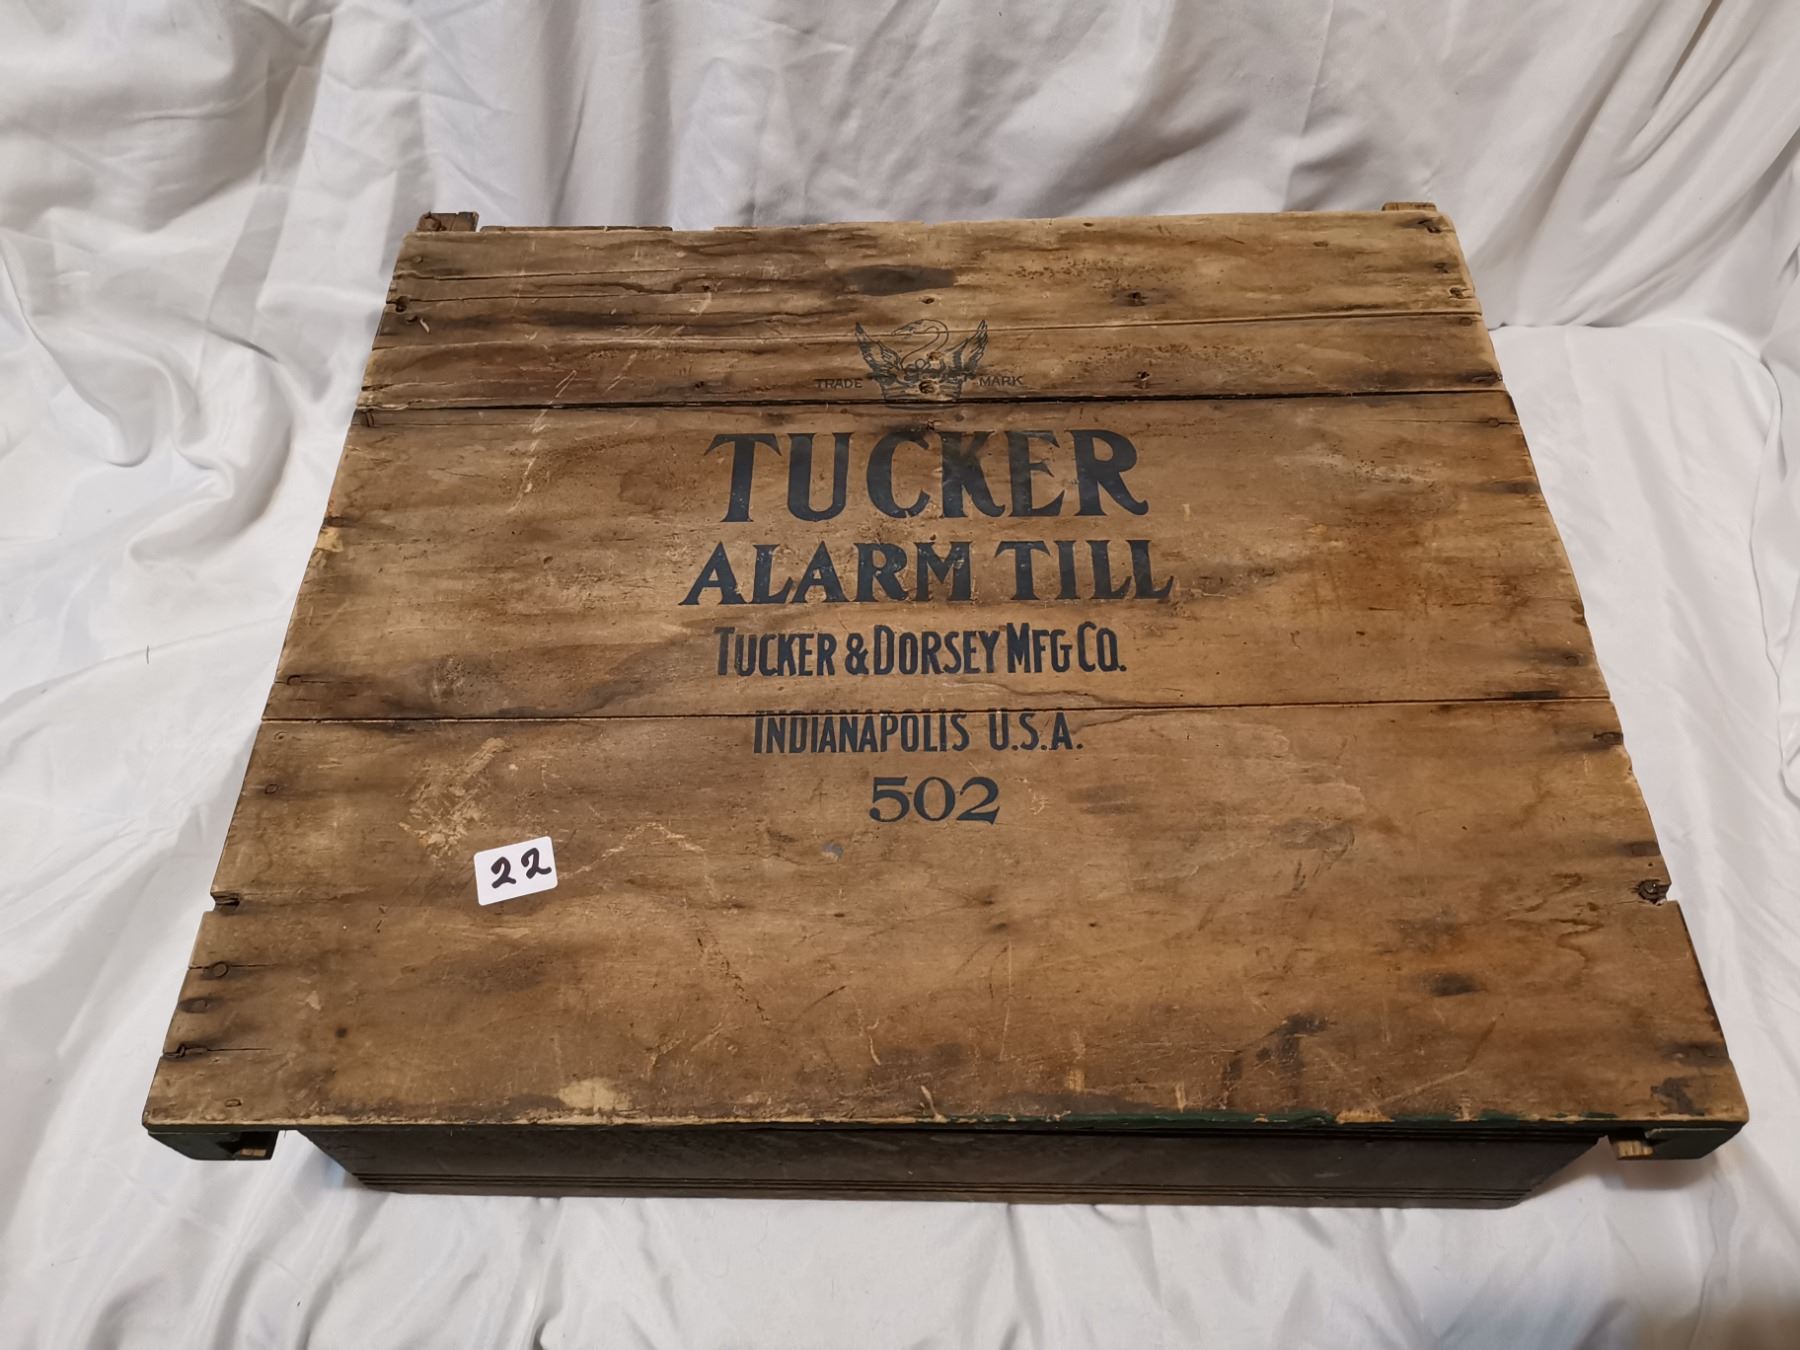 TRADE MARK
TUCKER
ALARM TILL
TUCKER & DORSEY MFG CO.
INDIANAPOLIS U.S.A.
502
22